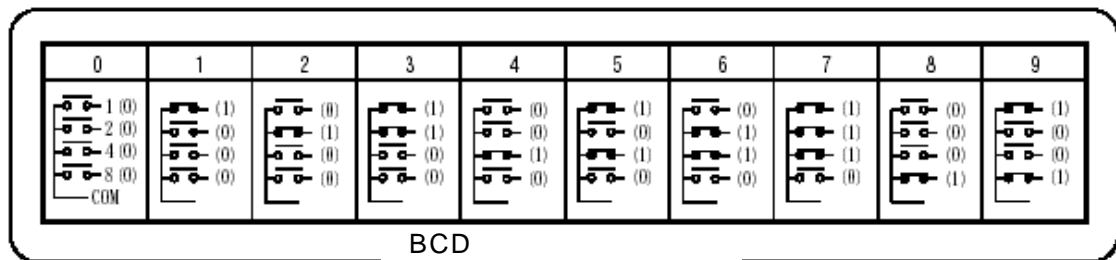 0 1 2 3 4 5 6 7 8 9
1 (0) (1) (0) (1) (0) (1) (0) (1) (0) (1)
2 (0) (0) (1) (1) (0) (0) (1) (1) (0) (0)
4 (0) (0) (0) (0) (1) (1) (1) (1) (0) (0)
8 (0) (0) (0) (0) (0) (0) (0) (0) (1) (1)
COM
BCD